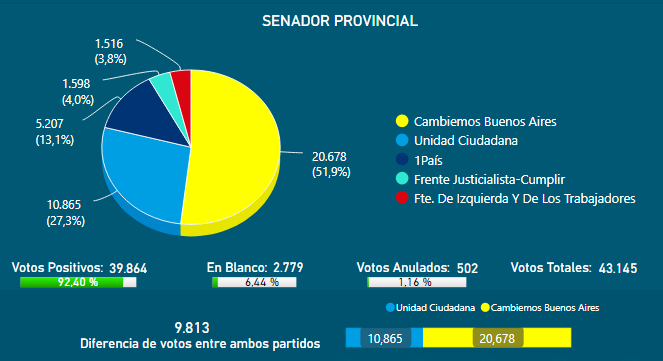 SENADOR PROVINCIAL
1.516
(3,8%)
1.598
(4,0%)
5.207
(13,1%)
10.865
(27,3%)
20.678
(51,9%)
Cambiemos Buenos Aires
Unidad Ciudadana
1País
Frente Justicialista-Cumplir
Fte. De Izquierda Y De Los Trabajadores
Votos Positivos: 39.864
92,40 %
En Blanco: 2.779
6,44 %
Votos Anulados: 502
1,16 %
Votos Totales: 43.145
Unidad Ciudadana
Cambiemos Buenos Aires
9.813
Diferencia de votos entre ambos partidos
10,865
20,678